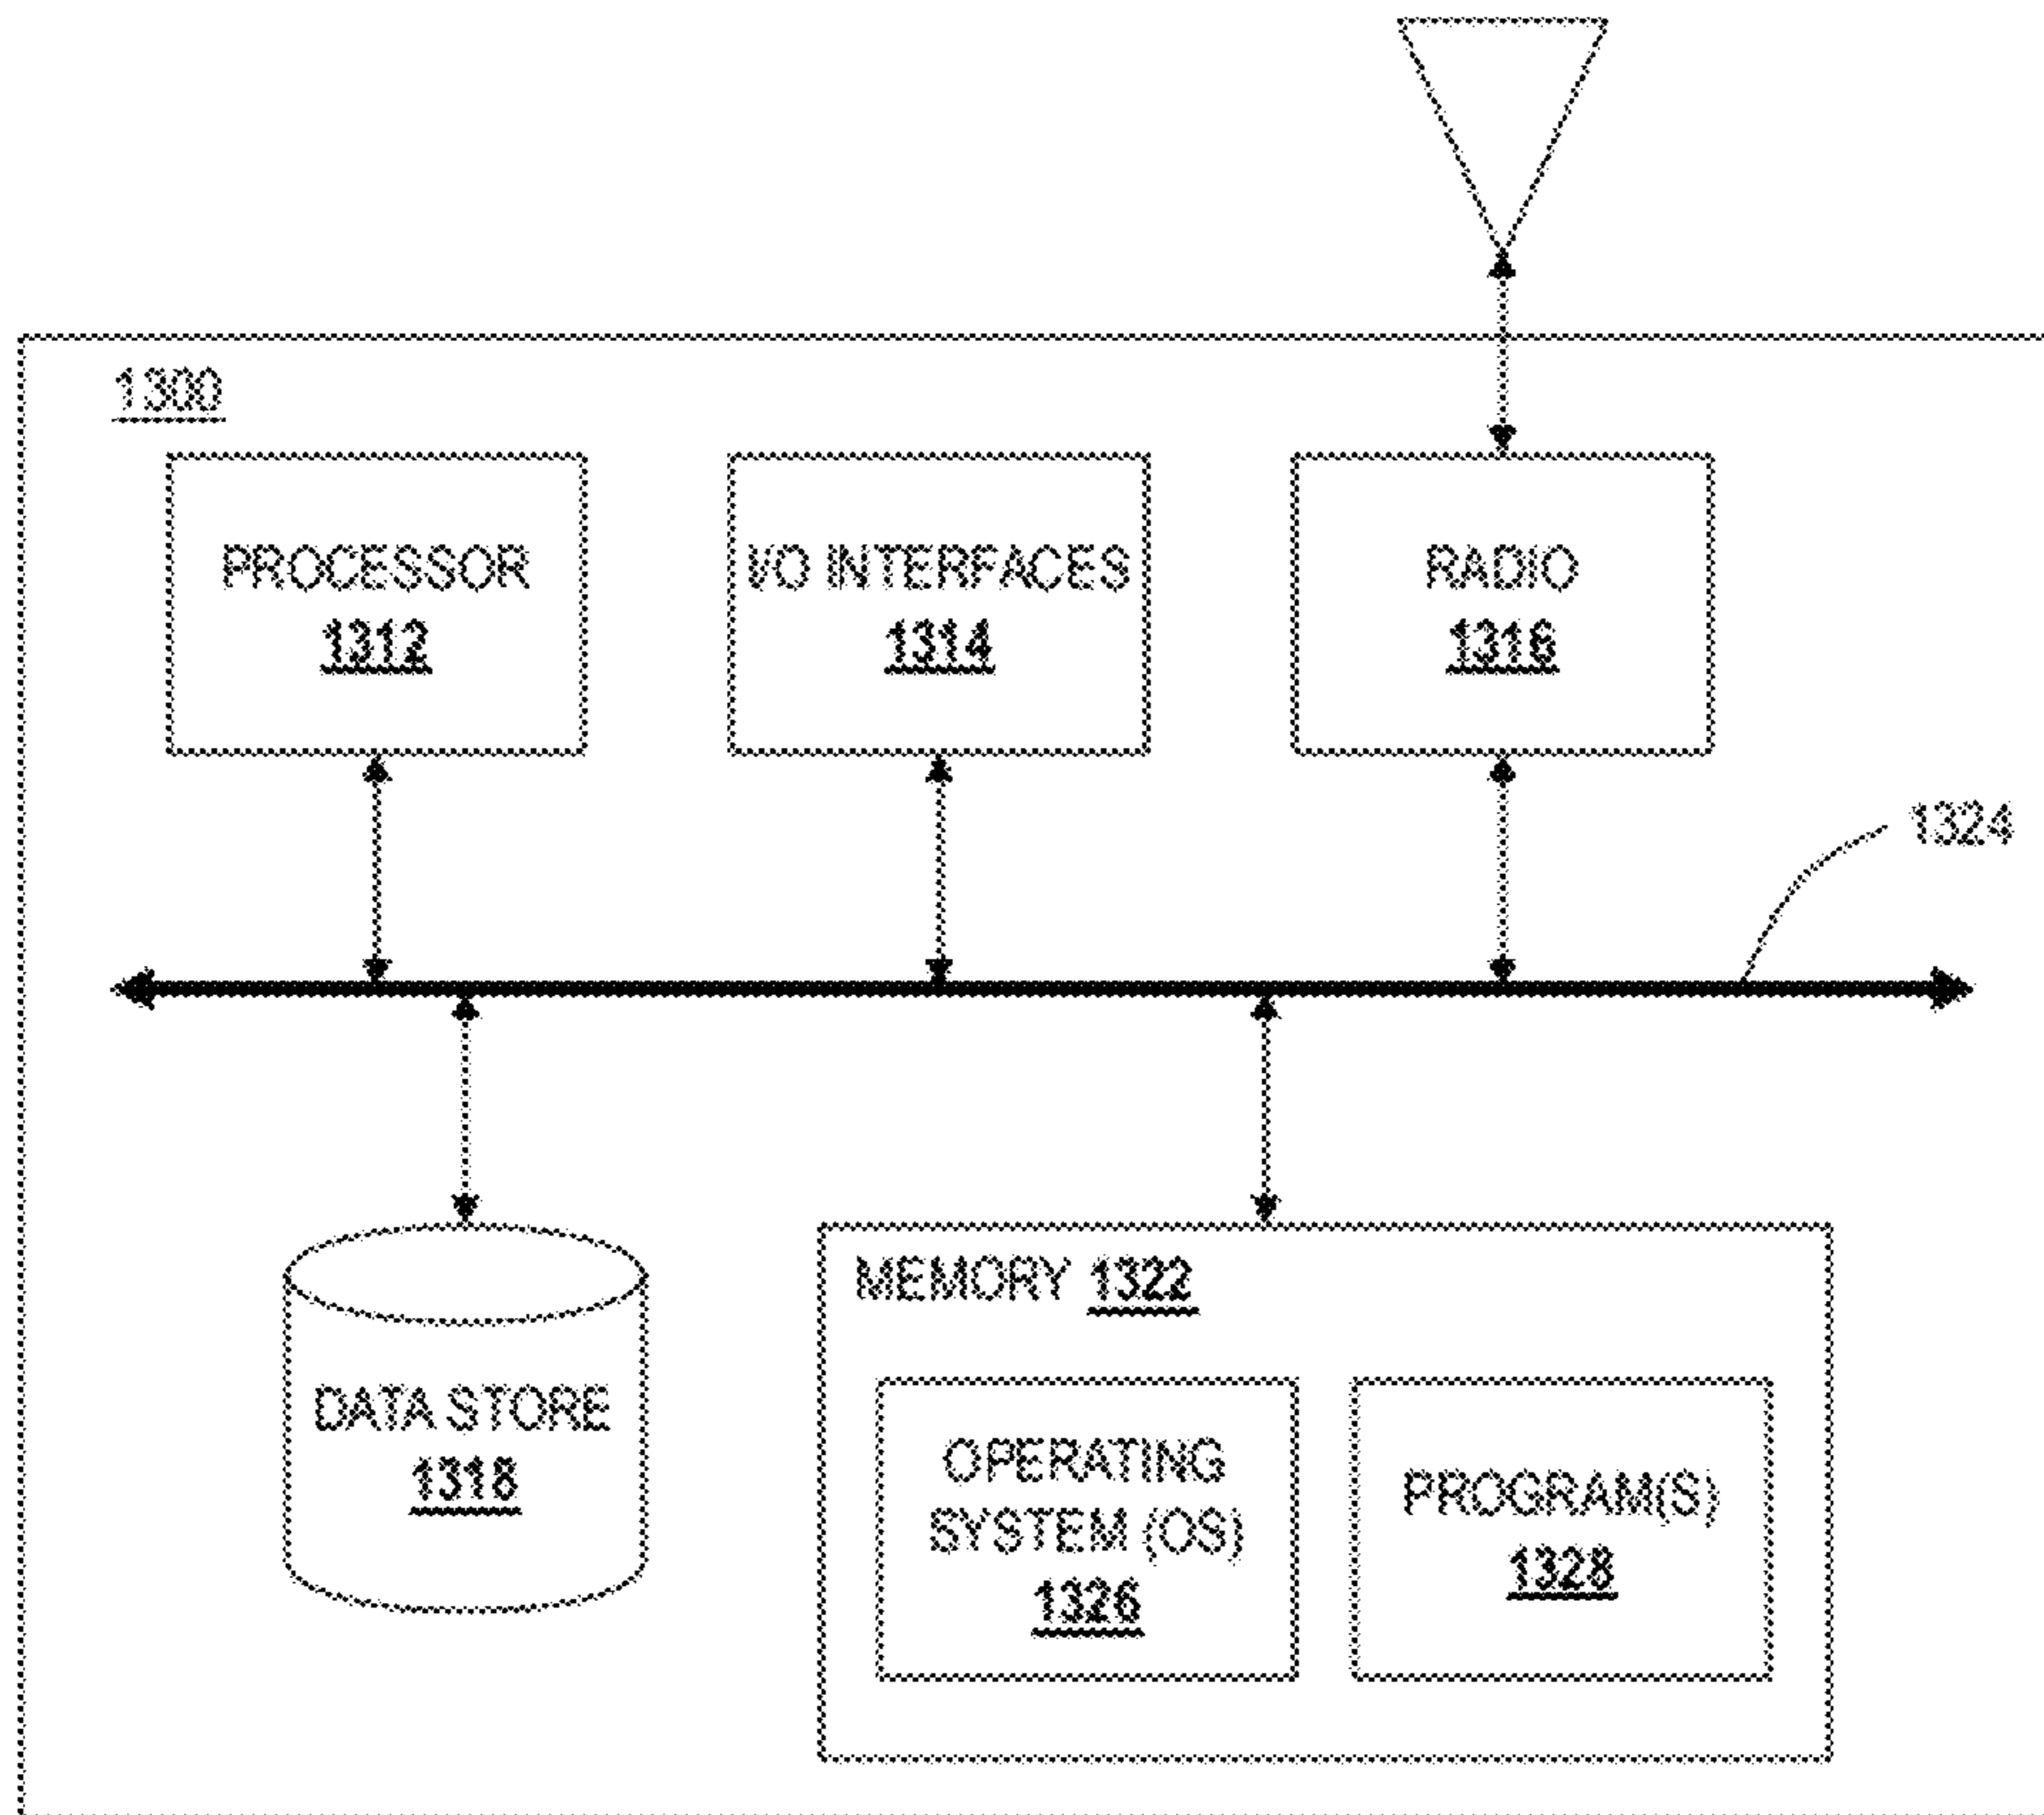 1300
PROCESSOR
1312
I/O INTERFACES
1314
RADIO
1316
1324
DATA STORE
1318
MEMORY 1322
OPERATING
SYSTEM (OS)
1326
PROGRAM(S)
1328